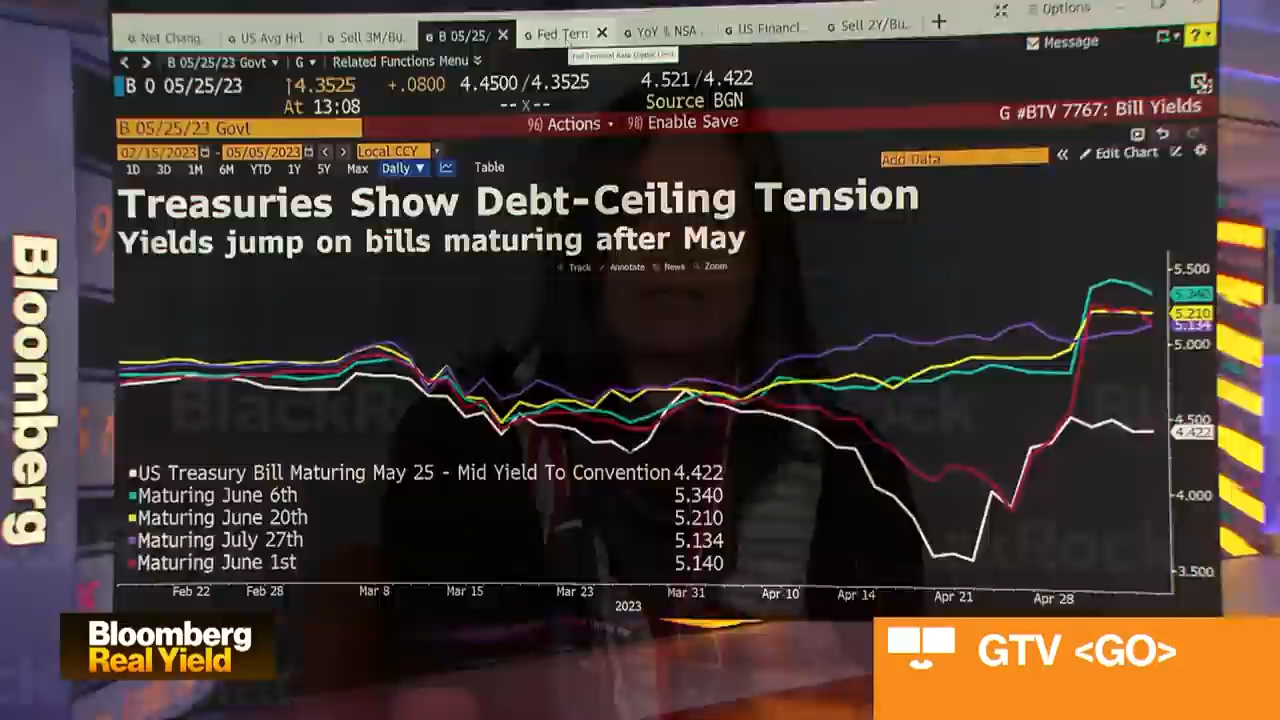 Net Chang.
US Avg Hrl.
Sell 3M/Bu.
B 05/25/
Fed Tern
YoY % NSA
US Financi.
Sell 2Y/Bu.
Options
B 05/25/23 Govt
G
Related Functions Menu
Message
B 0 05/25/23
↑4.3525
+.0800
4.4500/4.3525
4.521/4.422
At 13:08
--x--
Source BGN
B 05/25/23 Govt
96) Actions
98) Enable Save
G #BTV 7767: Bill Yields
02/15/2023 - 05/05/2023
Local CCY
Add Data
Edit Chart
1D 3D 1M 6M YTD 1Y 5Y Max Daily ▼ Table
Treasuries Show Debt-Ceiling Tension
Yields jump on bills maturing after May
Track Annotate News Zoom
5.500
5.340
5.210
5.134
5.000
4.500
4.422
4.000
3.500
US Treasury Bill Maturing May 25 - Mid Yield To Convention 4.422
Maturing June 6th 5.340
Maturing June 20th 5.210
Maturing July 27th 5.134
Maturing June 1st 5.140
Feb 22 Feb 28 Mar 8 Mar 15 Mar 23 Mar 31 Apr 10 Apr 14 Apr 21 Apr 28
2023
Bloomberg
Bloomberg
Real Yield
GTV <GO>